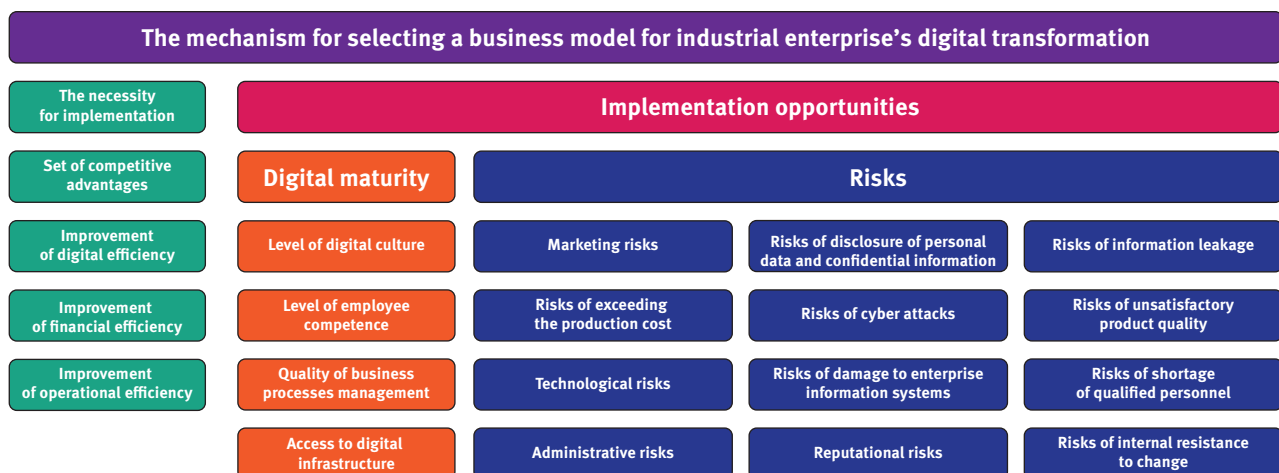 The mechanism for selecting a business model for industrial enterprise's digital transformation
The necessity
for implementation
Implementation opportunities
Set of competitive
advantages
Digital maturity
Risks
Improvement
of digital efficiency
Level of digital culture
Marketing risks
Risks of disclosure of personal
data and confidential information
Risks of information leakage
Improvement
of financial efficiency
Level of employee
competence
Risks of exceeding
the production cost
Risks of cyber attacks
Risks of unsatisfactory
product quality
Improvement
of operational efficiency
Quality of business
processes management
Technological risks
Risks of damage to enterprise
information systems
Risks of shortage
of qualified personnel
Access to digital
infrastructure
Administrative risks
Reputational risks
Risks of internal resistance
to change